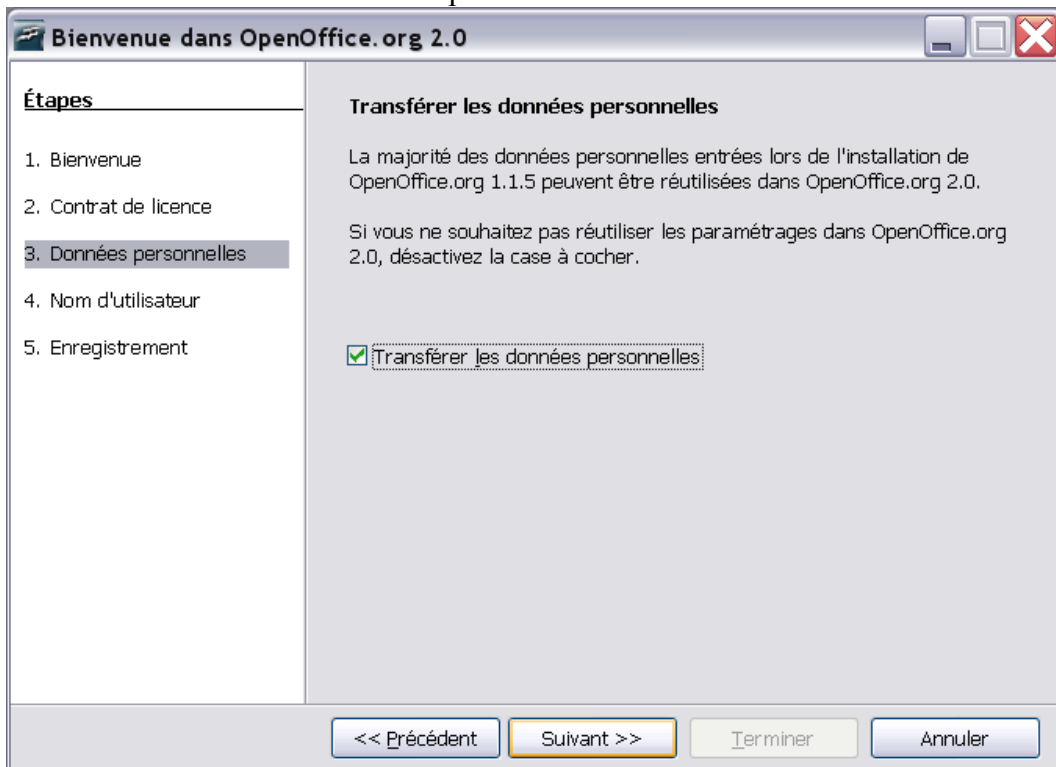 Bienvenue dans OpenOffice.org 2.0
Étapes
1. Bienvenue
2. Contrat de licence
3. Données personnelles
4. Nom d'utilisateur
5. Enregistrement
Transférer les données personnelles
La majorité des données personnelles entrées lors de l'installation de
OpenOffice.org 1.1.5 peuvent être réutilisées dans OpenOffice.org 2.0.
Si vous ne souhaitez pas réutiliser les paramétrages dans OpenOffice.org
2.0, désactivez la case à cocher.
Transférer les données personnelles
<< Précédent
Suivant >>
Terminer
Annuler